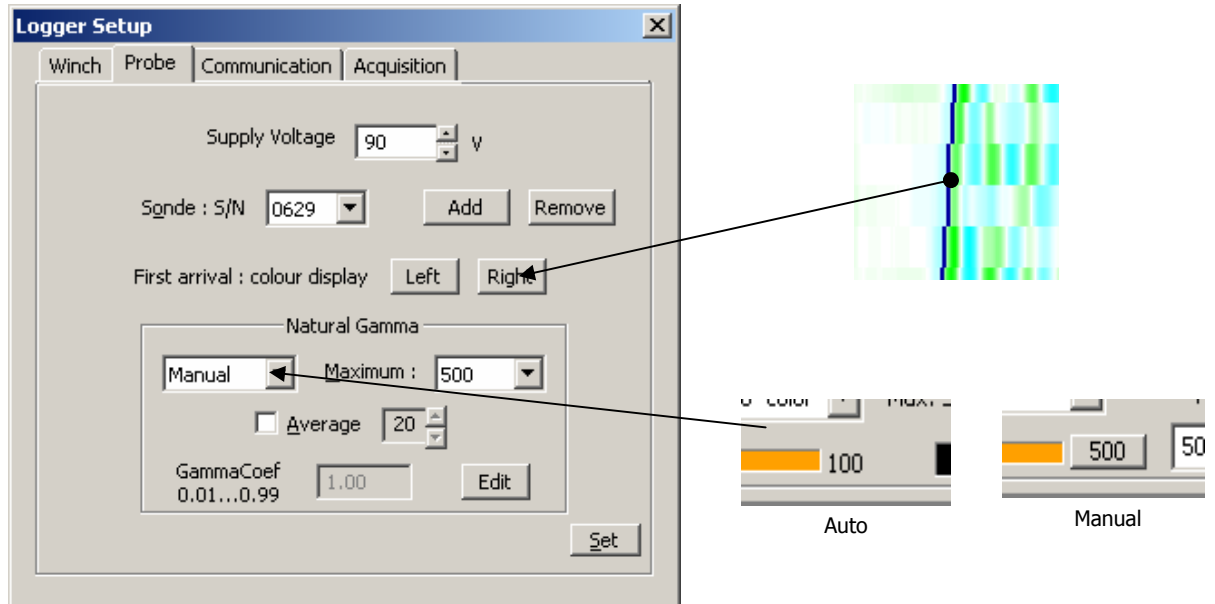 Logger Setup
Winch Probe Communication Acquisition
Supply Voltage 90 V
Sonde : S/N 0629 Add Remove
First arrival : colour display Left Right
Natural Gamma
Manual Maximum : 500
Average 20
GammaCoef
0.01...0.99
1.00 Edit
Set
color
100
Auto
500 50
Manual